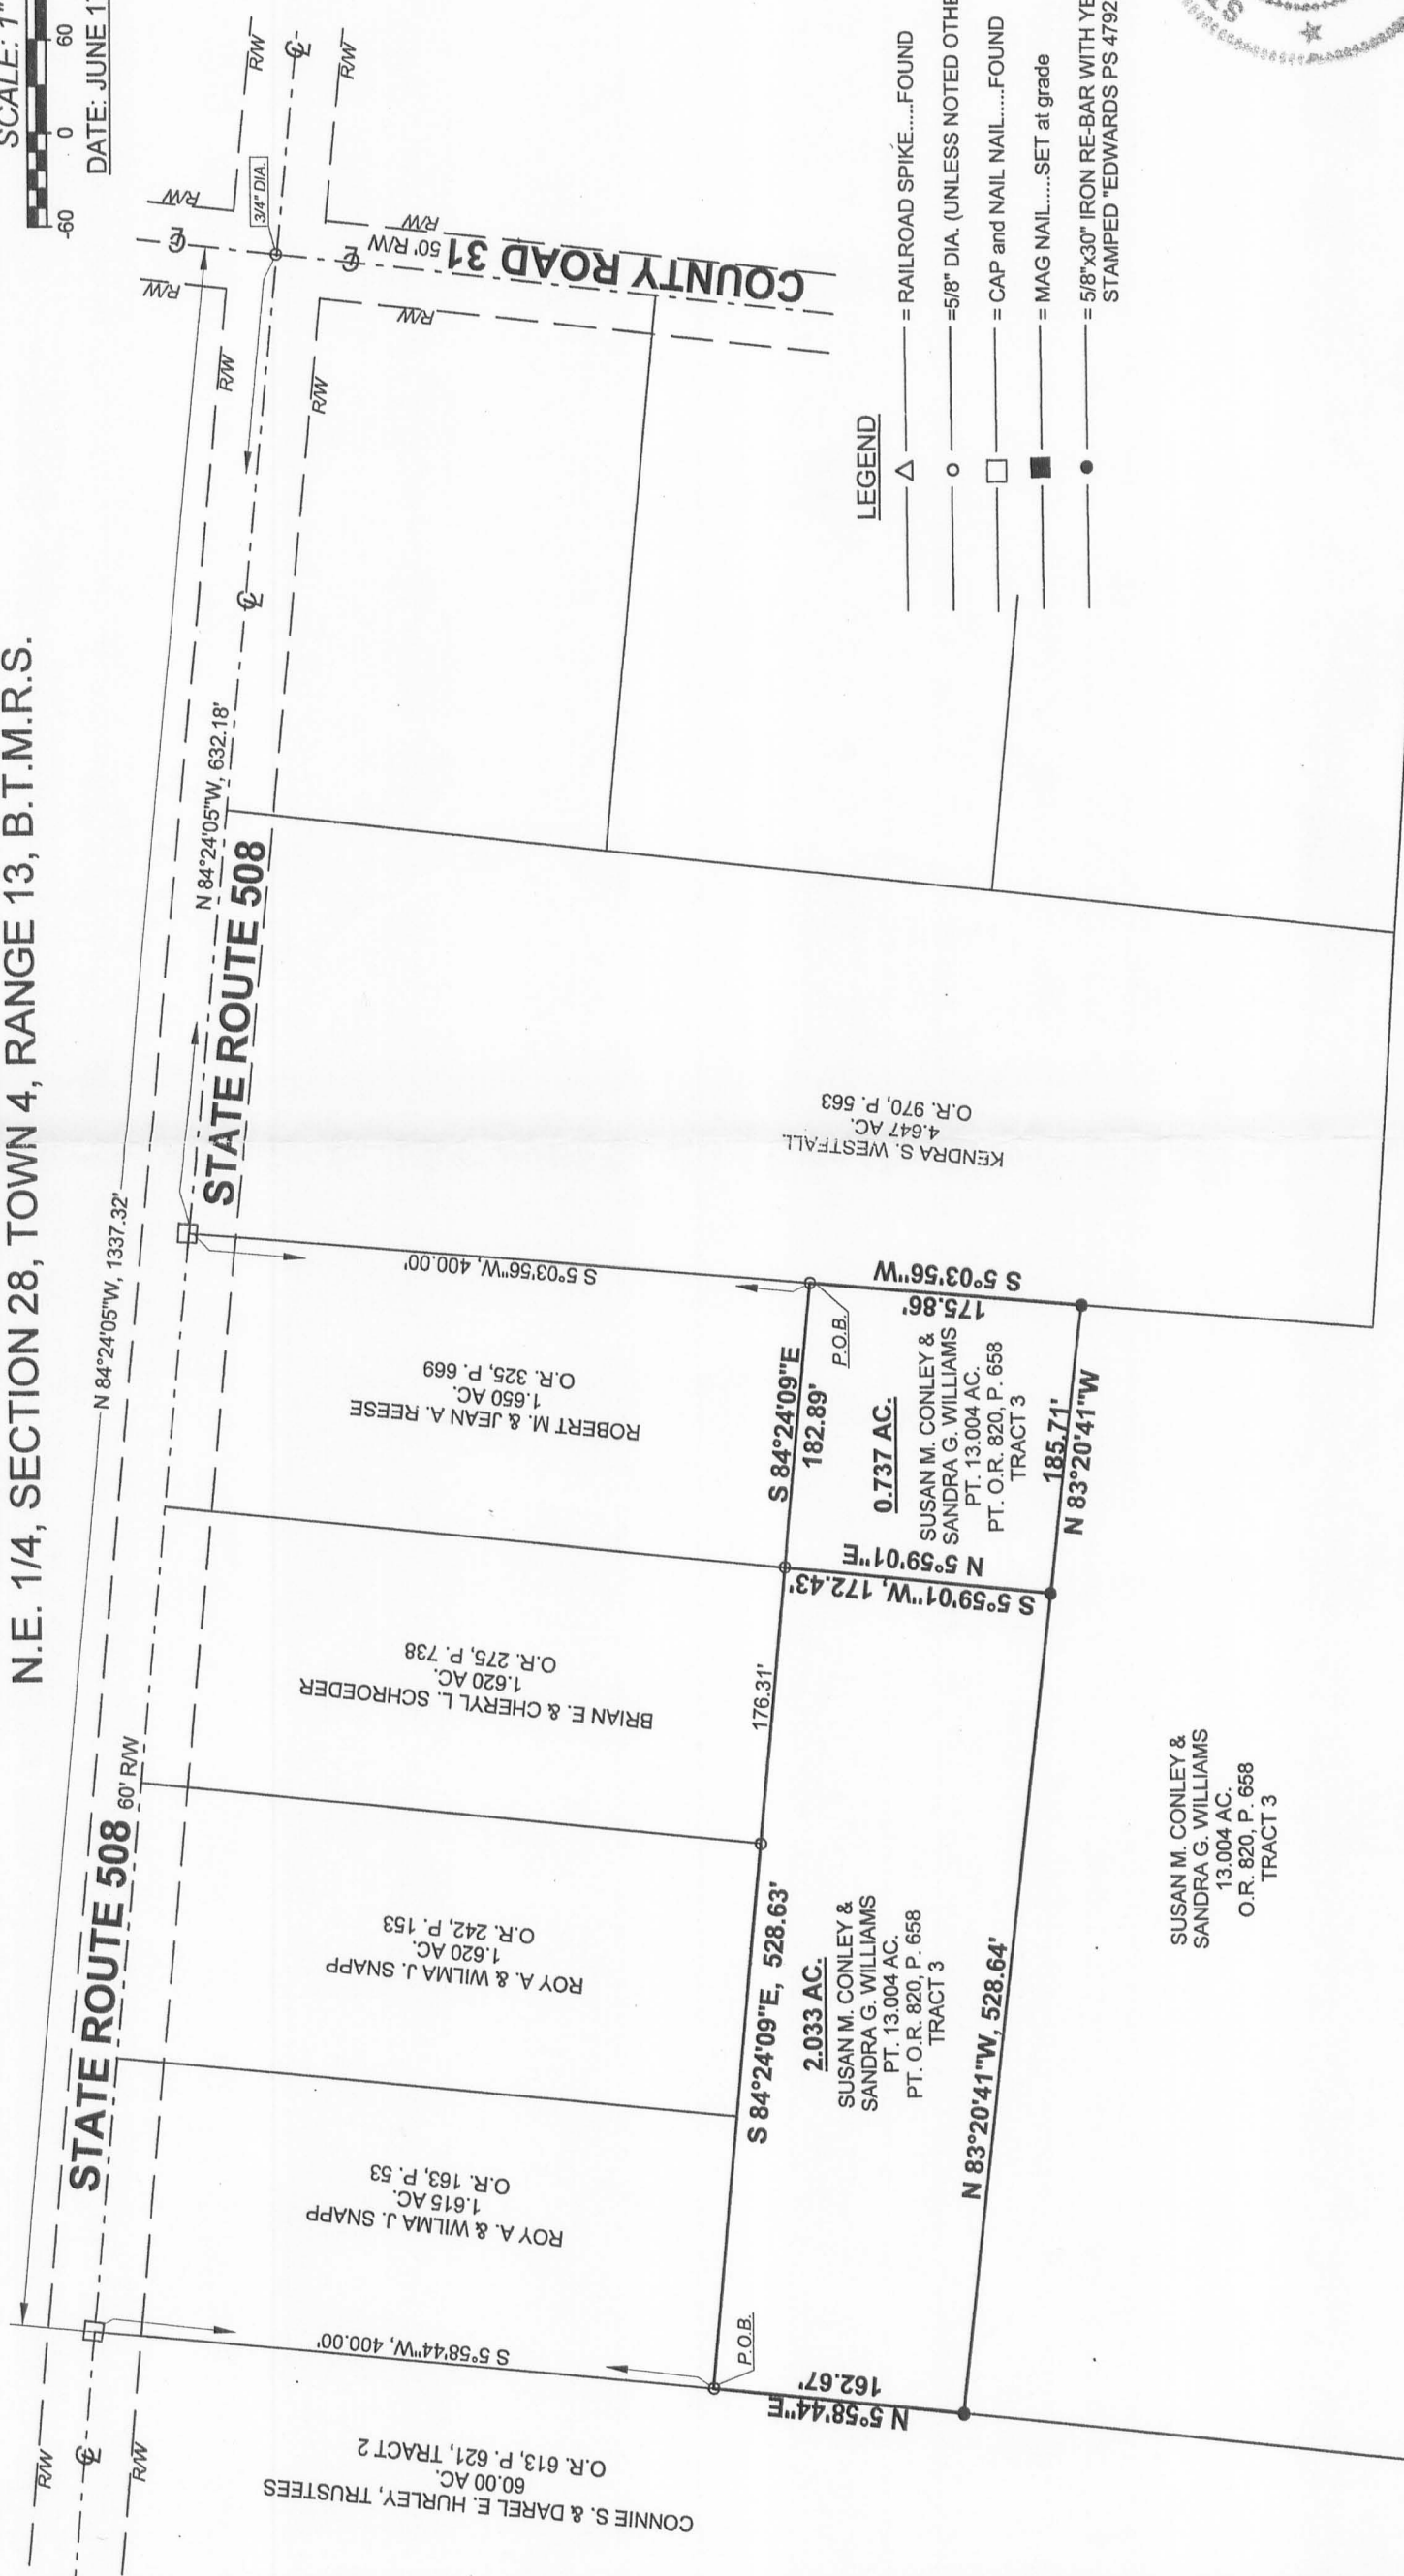 SCALE: 1"
-60 0 60
DATE: JUNE 1
N.E. 1/4, SECTION 28, TOWN 4, RANGE 13, B.T.M.R.S.
N 84°24'05"W, 1337.32'
R/W
R/W
R/W
R/W
R/W
R/W
R/W
R/W
R/W
R/W
3/4" DIA.
50' R/W
COUNTY ROAD 31
N 84°24'05"W, 632.18'
STATE ROUTE 508
STATE ROUTE 508
60' R/W
S 5°58'44"W, 400.00'
S 5°03'56"W, 400.00'
CONNIE S. & DAREL E. HURLEY, TRUSTEES
60.00 AC.
O.R. 613, P. 621, TRACT 2
ROY A. & WILMA J. SNAPP
1.615 AC.
O.R. 163, P. 53
ROY A. & WILMA J. SNAPP
1.620 AC.
O.R. 242, P. 153
BRIAN E. & CHERYL L. SCHROEDER
1.620 AC.
O.R. 275, P. 738
ROBERT M. & JEAN A. REESE
1.650 AC.
O.R. 325, P. 669
KENDRA S. WESTFALL
4.647 AC.
O.R. 970, P. 563
P.O.B.
N 5°58'44"E
162.67'
S 84°24'09"E, 528.63'
176.31'
2.033 AC.
SUSAN M. CONLEY &
SANDRA G. WILLIAMS
PT. 13.004 AC.
PT. O.R. 820, P. 658
TRACT 3
N 83°20'41"W, 528.64'
S 5°59'01"W, 172.43'
N 5°59'01"E
S 84°24'09"E
182.89'
P.O.B.
0.737 AC.
SUSAN M. CONLEY &
SANDRA G. WILLIAMS
PT. 13.004 AC.
PT. O.R. 820, P. 658
TRACT 3
185.71'
N 83°20'41"W
175.86'
S 5°03'56"W
SUSAN M. CONLEY &
SANDRA G. WILLIAMS
13.004 AC.
O.R. 820, P. 658
TRACT 3
LEGEND
= RAILROAD SPIKE.....FOUND
=5/8" DIA. (UNLESS NOTED OTHE
= CAP and NAIL NAIL.....FOUND
= MAG NAIL.....SET at grade
= 5/8"x30" IRON RE-BAR WITH YE
STAMPED "EDWARDS PS 4792